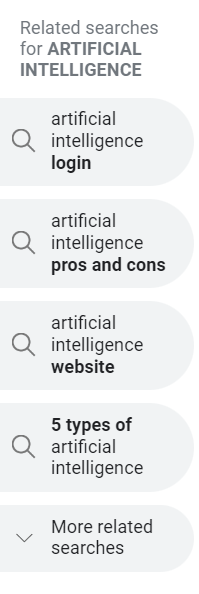 Related searches
for ARTIFICIAL
INTELLIGENCE
artificial
intelligence
login
artificial
intelligence
pros and cons
artificial
intelligence
website
5 types of
artificial
intelligence
More related
searches